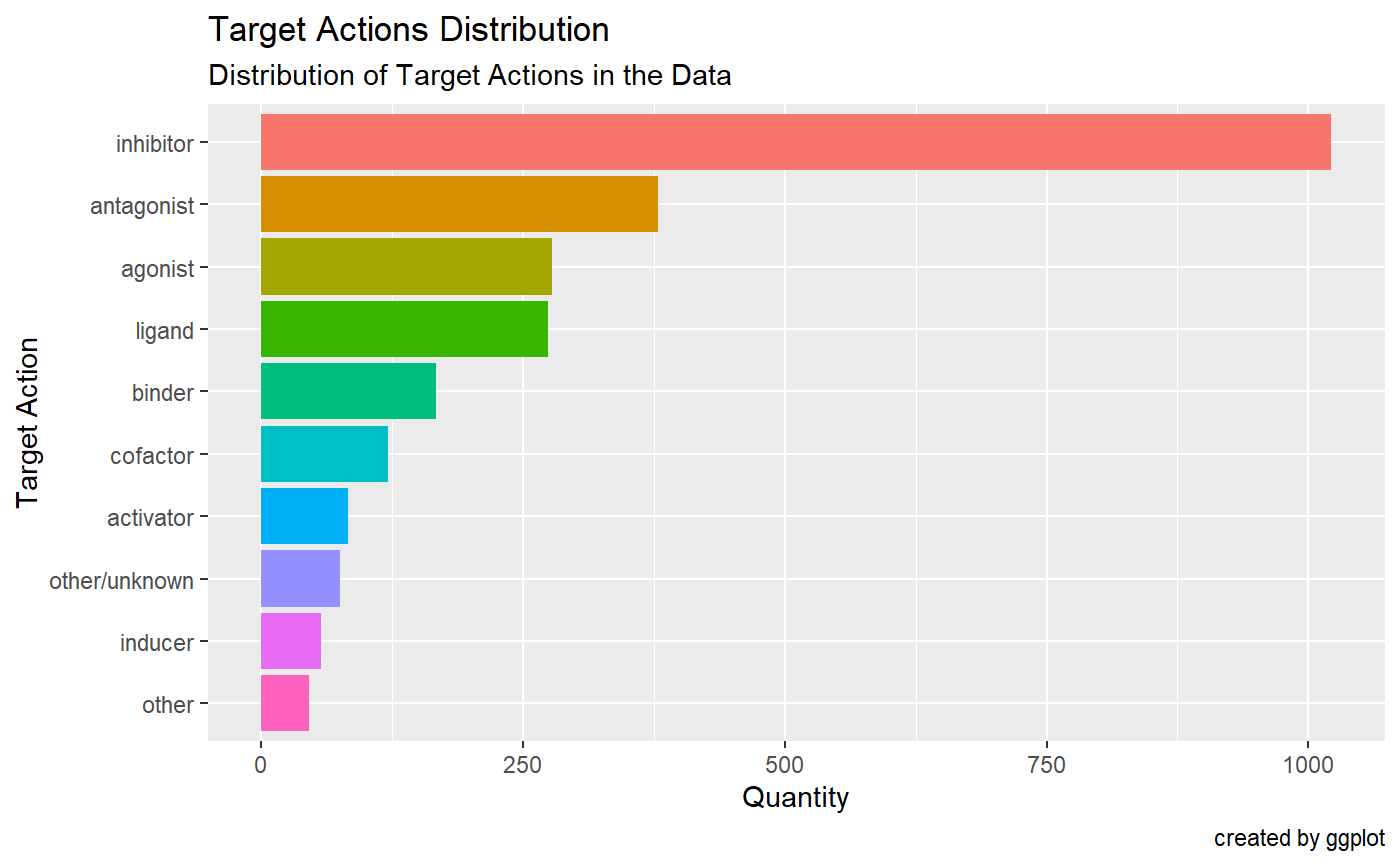 Target Actions Distribution
Distribution of Target Actions in the Data
Target Action
inhibitor
antagonist
agonist
ligand
binder
cofactor
activator
other/unknown
inducer
other
0 250 500 750 1000
Quantity
created by ggplot